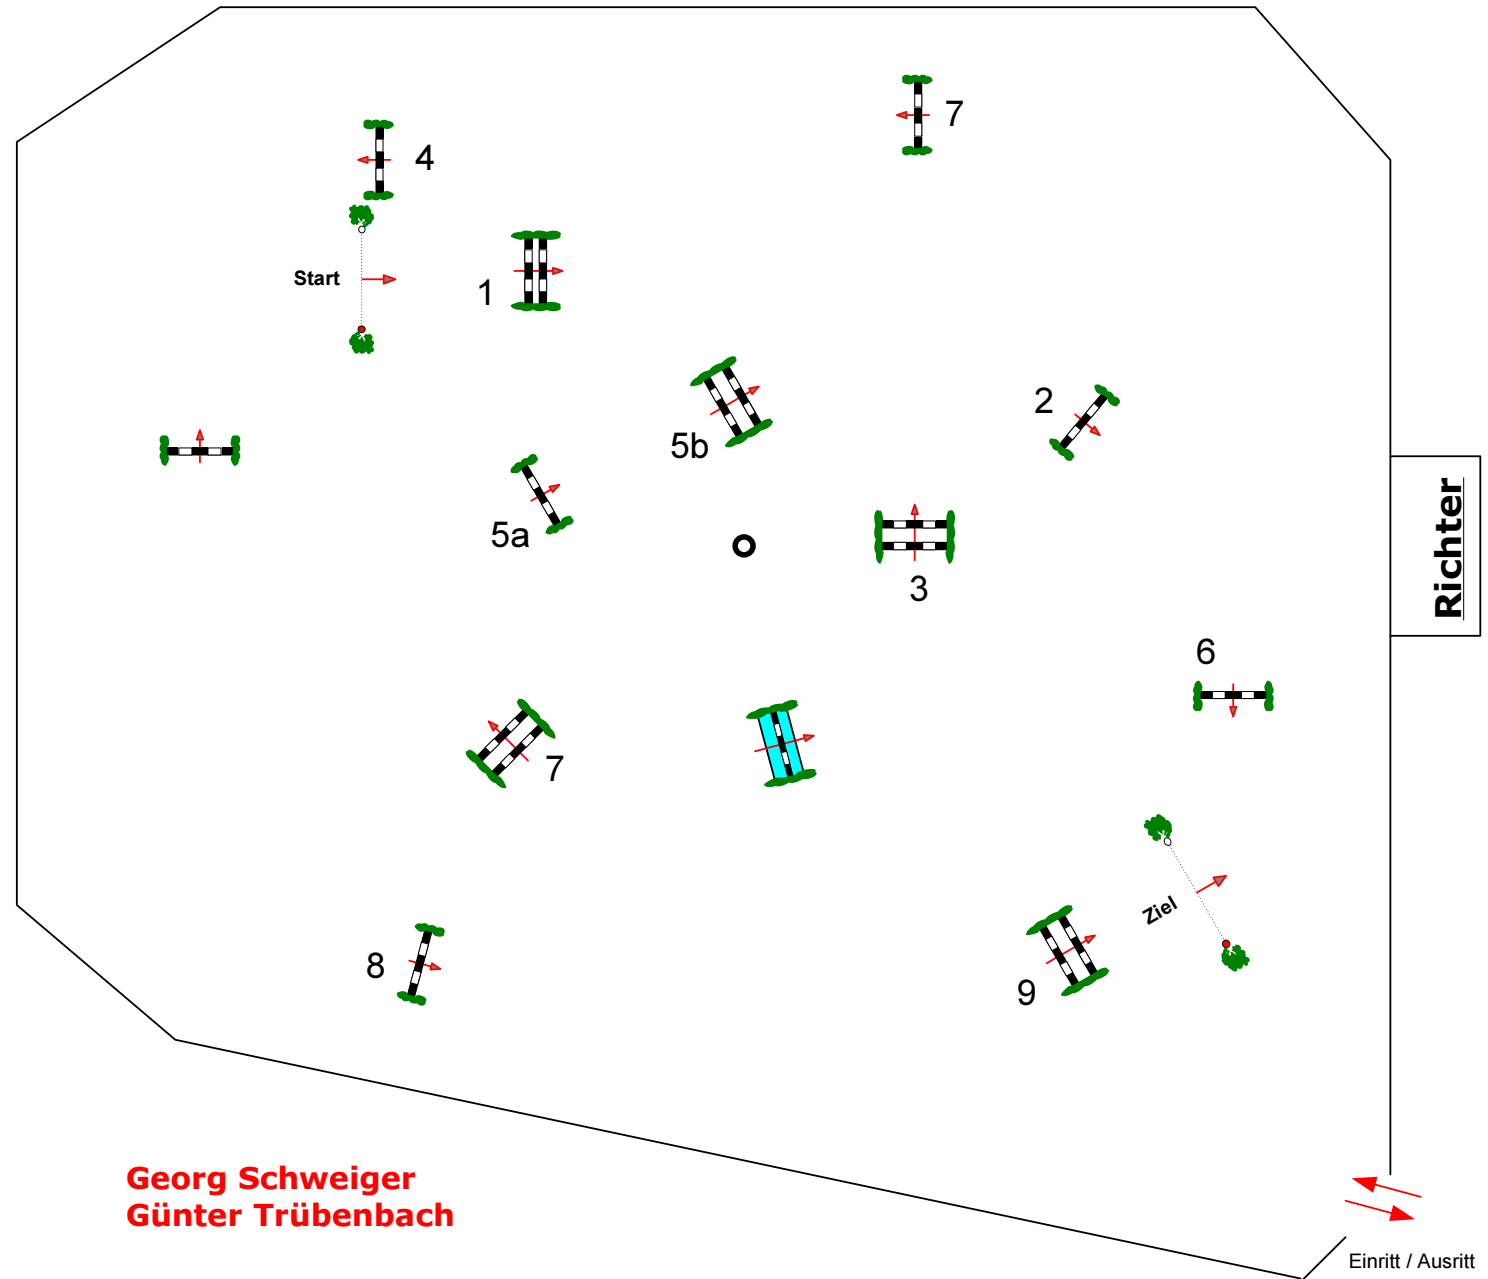 7
4
Start
1
2
5b
5a
3
Richter
6
7
Ziel
8
9
Georg Schweiger
Günter Trübenbach
Einritt / Ausritt